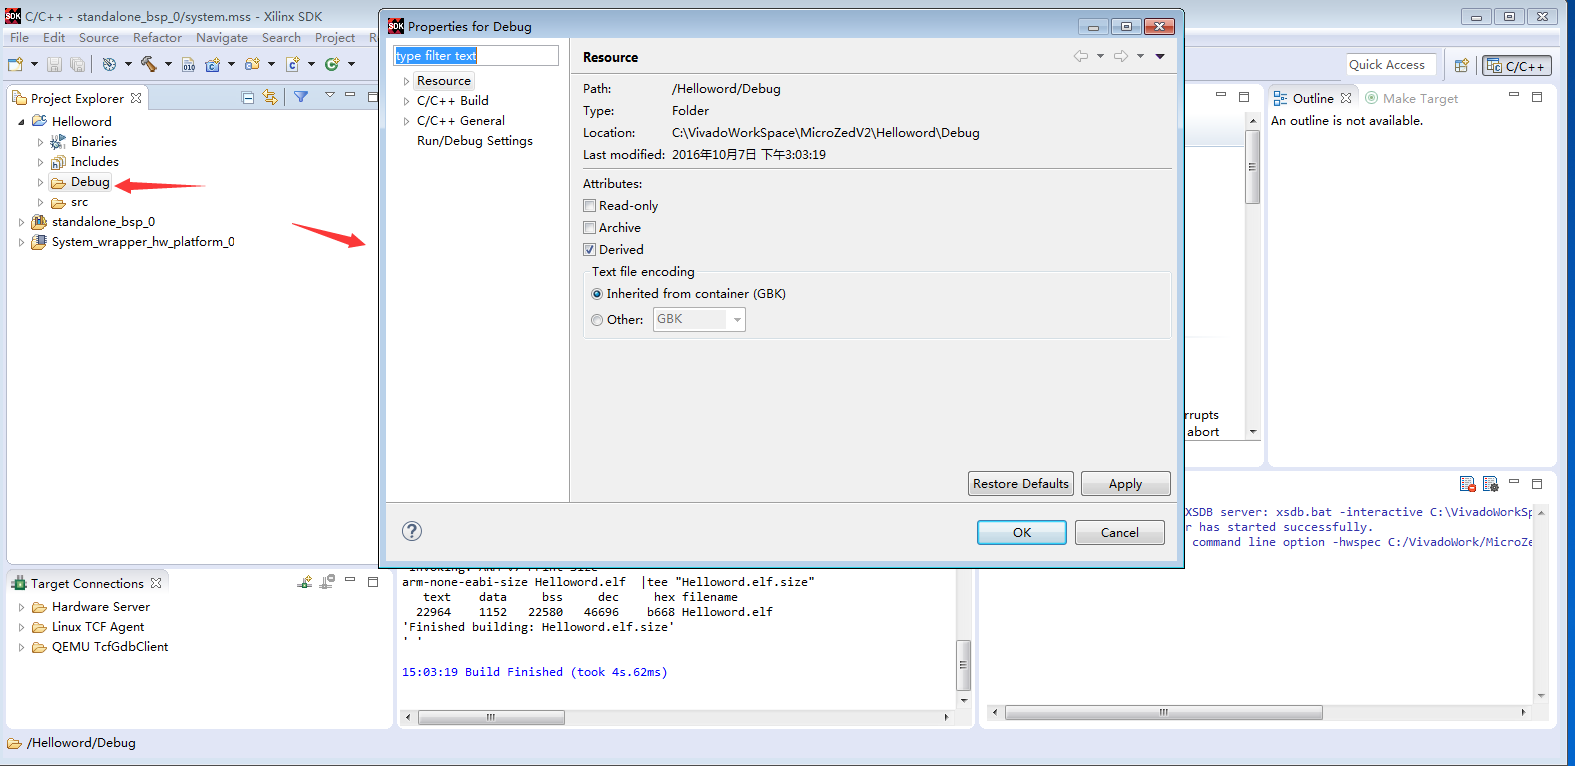 C/C++ - standalone_bsp_0/system.mss - Xilinx SDK
File Edit Source Refactor Navigate Search Project R
Quick Access
C/C++
Project Explorer
Helloword
Binaries
Includes
Debug
src
standalone_bsp_0
System_wrapper_hw_platform_0
SDK Properties for Debug
type filter text
Resource
C/C++ Build
C/C++ General
Run/Debug Settings
Resource
Path: /Helloword/Debug
Type: Folder
Location: C:\VivadoWorkSpace\MicroZedV2\Helloword\Debug
Last modified: 2016年10月7日 下午3:03:19
Attributes:
Read-only
Archive
Derived
Text file encoding
Inherited from container (GBK)
Other: GBK
Restore Defaults Apply
OK Cancel
Outline Make Target
An outline is not available.
rrupts
abort
XSDB server: xsdb.bat -interactive C:\VivadoWorkSp
r has started successfully.
command line option -hwspec C:/VivadoWork/MicroZe
Target Connections
Hardware Server
Linux TCF Agent
QEMU TcfGdbClient
arm-none-eabi-size Helloword.elf |tee "Helloword.elf.size"
text data bss dec hex filename
22964 1152 22580 46696 b668 Helloword.elf
'Finished building: Helloword.elf.size'
' '
15:03:19 Build Finished (took 4s.62ms)
/Helloword/Debug